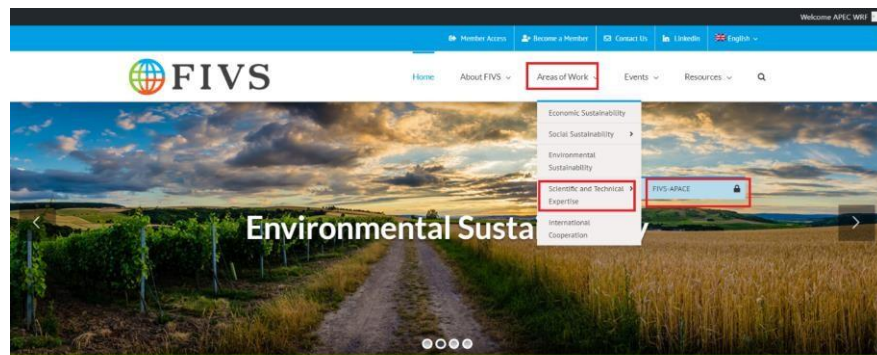 Welcome APEC WRF
Member Access Become a Member Contact Us in LinkedIn English
FIVS
Home About FIVS Areas of Work Events Resources
Economic Sustainability
Social Sustainability
Environmental
Sustainability
Scientific and Technical FIVS-APACE
Expertise
International
Cooperation
Environmental Susta y